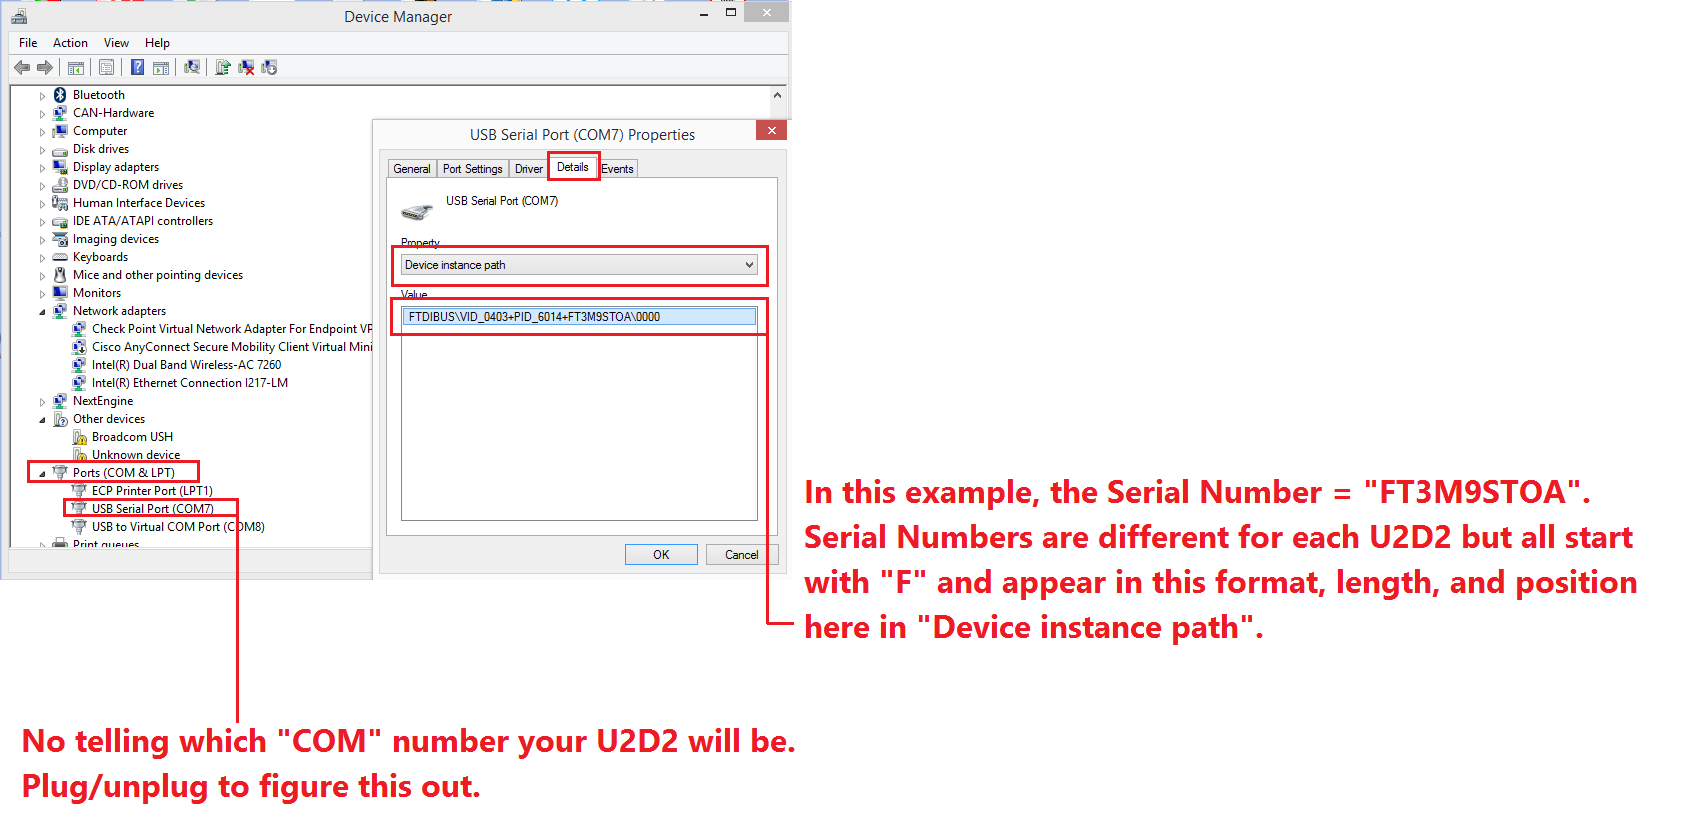 Device Manager
File Action View Help
Bluetooth
CAN-Hardware
Computer
Disk drives
Display adapters
DVD/CD-ROM drives
Human Interface Devices
IDE ATA/ATAPI controllers
Imaging devices
Keyboards
Mice and other pointing devices
Monitors
Network adapters
Check Point Virtual Network Adapter For Endpoint VP
Cisco AnyConnect Secure Mobility Client Virtual Mini
Intel(R) Dual Band Wireless-AC 7260
Intel(R) Ethernet Connection I217-LM
NextEngine
Other devices
Broadcom USH
Unknown device
Ports (COM & LPT)
ECP Printer Port (LPT1)
USB Serial Port (COM7)
USB to Virtual COM Port (COM8)
Print queues
USB Serial Port (COM7) Properties
General Port Settings Driver Details Events
USB Serial Port (COM7)
Property
Device instance path
Value
FTDIBUS\VID_0403+PID_6014+FT3M9STOA\0000
OK Cancel
In this example, the Serial Number = "FT3M9STOA".
Serial Numbers are different for each U2D2 but all start
with "F" and appear in this format, length, and position
here in "Device instance path".
No telling which "COM" number your U2D2 will be.
Plug/unplug to figure this out.